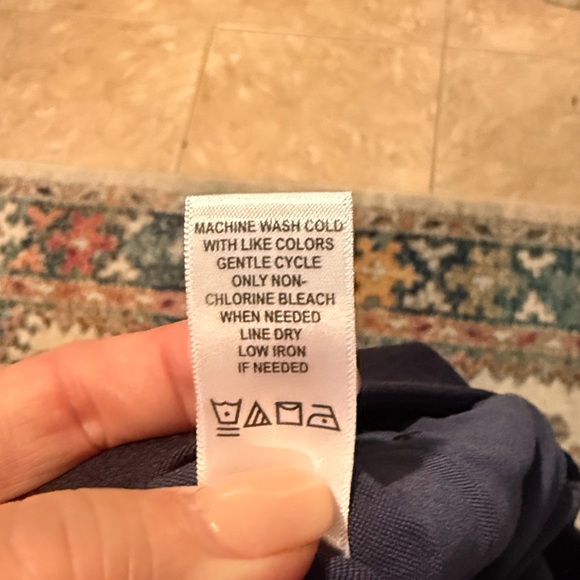 MACHINE WASH COLD
WITH LIKE COLORS
GENTLE CYCLE
ONLY NON-
CHLORINE BLEACH
WHEN NEEDED
LINE DRY
LOW IRON
IF NEEDED